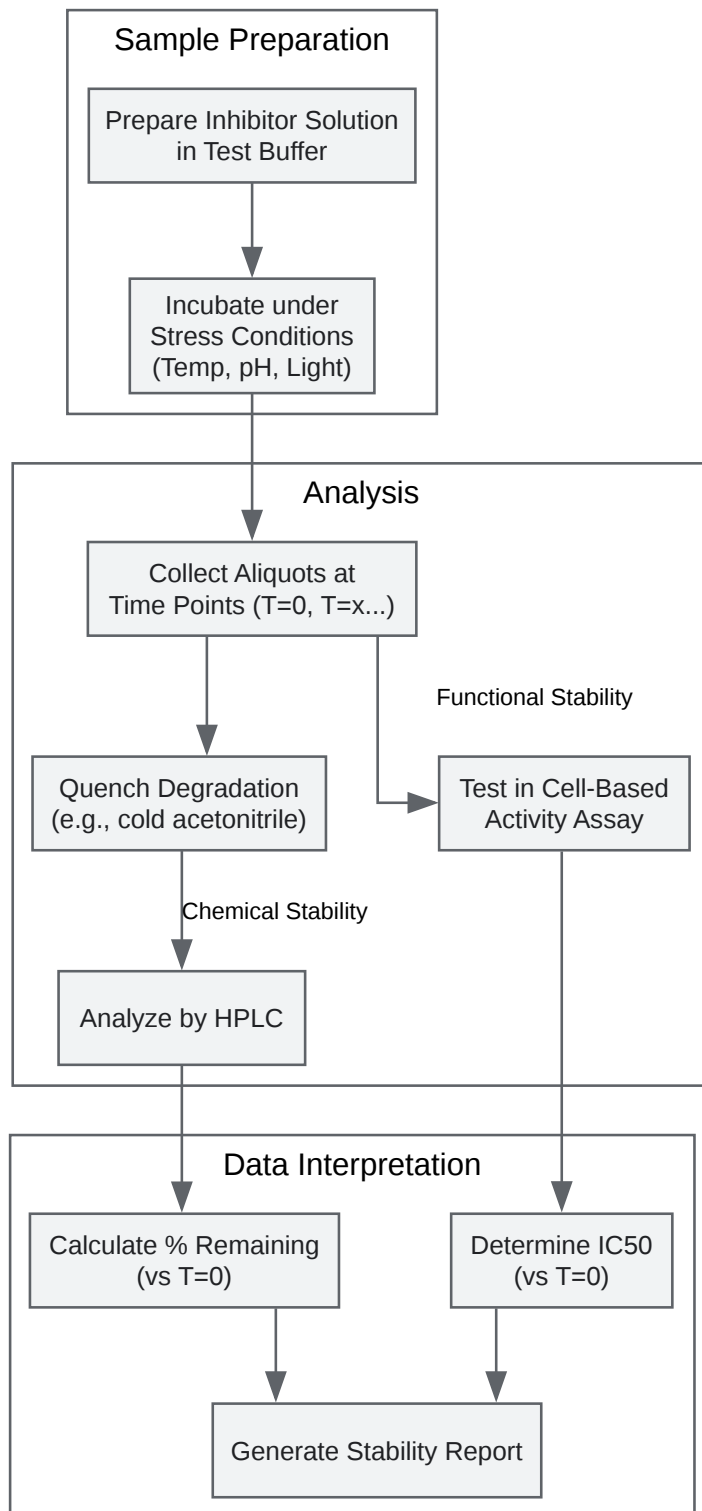 Sample Preparation
Prepare Inhibitor Solution
in Test Buffer
Incubate under
Stress Conditions
(Temp, pH, Light)
Analysis
Collect Aliquots at
Time Points (T=0, T=x...)
Functional Stability
Quench Degradation
(e.g., cold acetonitrile)
Test in Cell-Based
Activity Assay
Chemical Stability
Analyze by HPLC
Data Interpretation
Calculate % Remaining
(vs T=0)
Determine IC50
(vs T=0)
Generate Stability Report